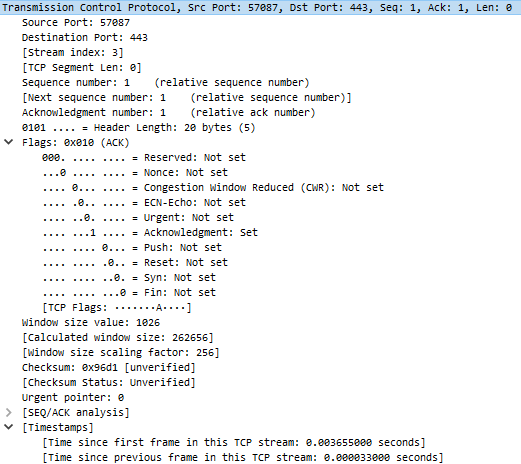 Transmission Control Protocol, Src Port: 57087, Dst Port: 443, Seq: 1, Ack: 1, Len: 0
Source Port: 57087
Destination Port: 443
[Stream index: 3]
[TCP Segment Len: 0]
Sequence number: 1    (relative sequence number)
[Next sequence number: 1    (relative sequence number)]
Acknowledgment number: 1    (relative ack number)
0101 .... = Header Length: 20 bytes (5)
Flags: 0x010 (ACK)
000. .... .... = Reserved: Not set
...0 .... .... = Nonce: Not set
.... 0... .... = Congestion Window Reduced (CWR): Not set
.... .0.. .... = ECN-Echo: Not set
.... ..0. .... = Urgent: Not set
.... ...1 .... = Acknowledgment: Set
.... .... 0... = Push: Not set
.... .... .0.. = Reset: Not set
.... .... ..0. = Syn: Not set
.... .... ...0 = Fin: Not set
[TCP Flags: ·······A····]
Window size value: 1026
[Calculated window size: 262656]
[Window size scaling factor: 256]
Checksum: 0x96d1 [unverified]
[Checksum Status: Unverified]
Urgent pointer: 0
[SEQ/ACK analysis]
[Timestamps]
[Time since first frame in this TCP stream: 0.003655000 seconds]
[Time since previous frame in this TCP stream: 0.000033000 seconds]